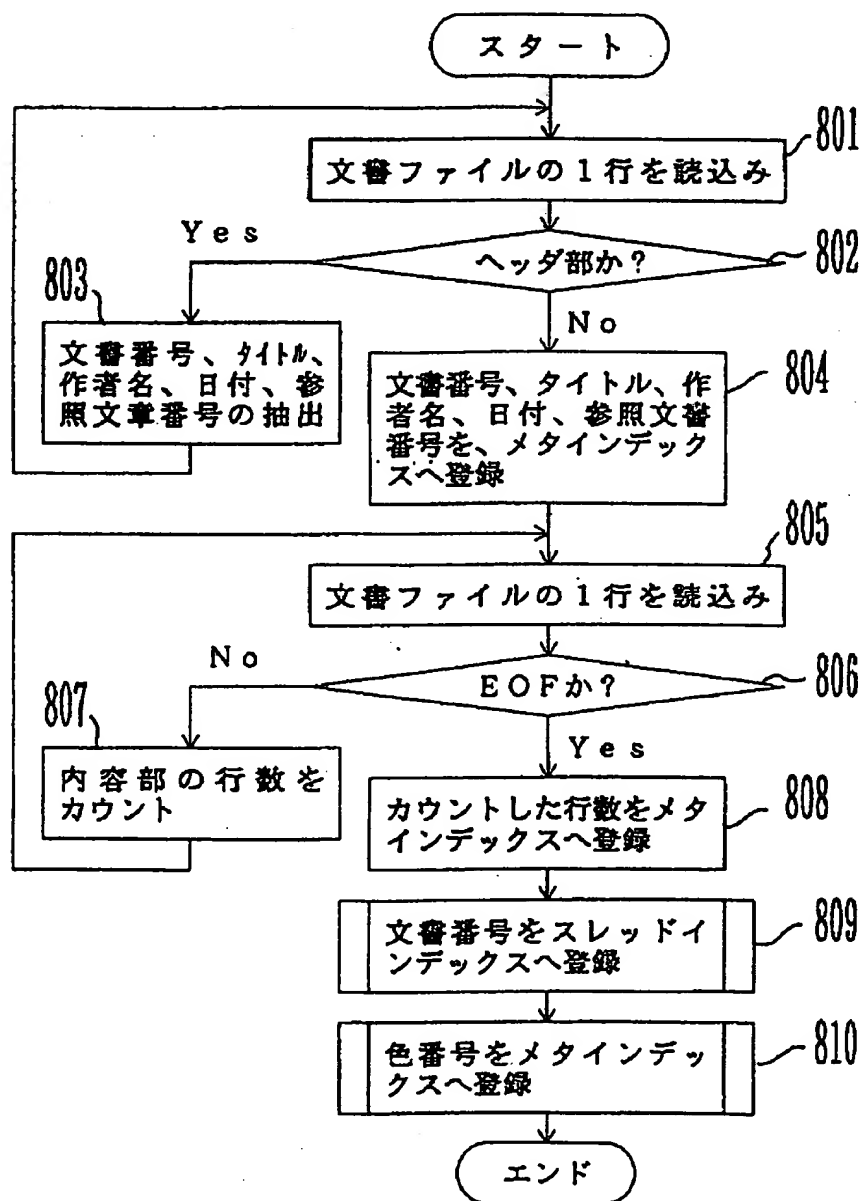 スタート
801
文書ファイルの1行を読込み
Yes
802
ヘッダ部か?
803
No
文書番号、タイトル、
作者名、日付、参
照文章番号の抽出
804
文書番号、タイトル、作
者名、日付、参照文書
番号を、メタインデック
スへ登録
805
文書ファイルの1行を読込み
No
806
EOFか?
807
Yes
内容部の行数を
カウント
808
カウントした行数をメタ
インデックスへ登録
809
文書番号をスレッドイ
ンデックスへ登録
810
色番号をメタインデッ
クスへ登録
エンド